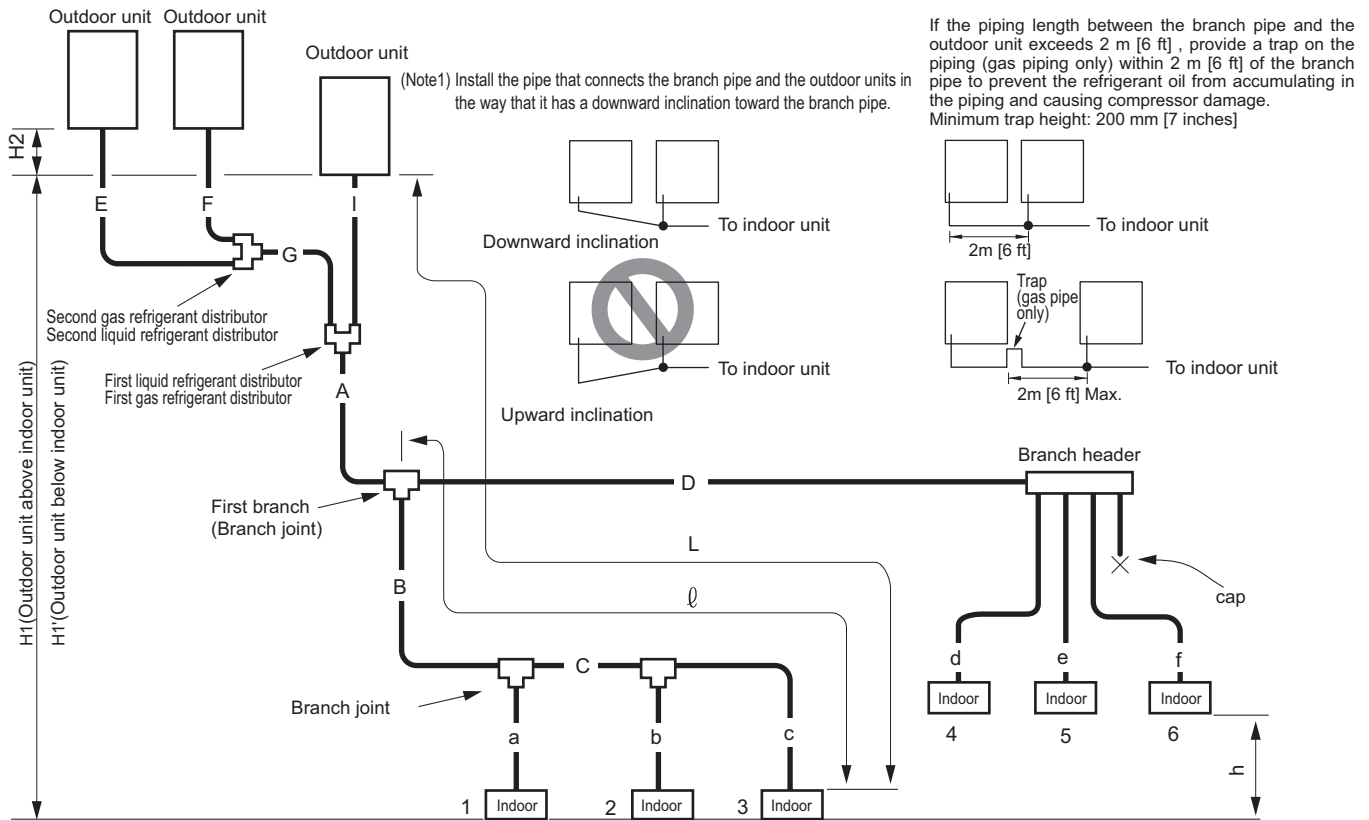 Outdoor unit Outdoor unit
Outdoor unit
(Note1) Install the pipe that connects the branch pipe and the outdoor units in
the way that it has a downward inclination toward the branch pipe.
If the piping length between the branch pipe and the
outdoor unit exceeds 2 m [6 ft] , provide a trap on the
piping (gas piping only) within 2 m [6 ft] of the branch
pipe to prevent the refrigerant oil from accumulating in
the piping and causing compressor damage.
Minimum trap height: 200 mm [7 inches]
H2
E
F
I
G
Second gas refrigerant distributor
Second liquid refrigerant distributor
First liquid refrigerant distributor
First gas refrigerant distributor
A
To indoor unit
Downward inclination
To indoor unit
Upward inclination
To indoor unit
2m [6 ft]
Trap
(gas pipe
only)
To indoor unit
2m [6 ft] Max.
H1(Outdoor unit above indoor unit)
H1'(Outdoor unit below indoor unit)
First branch
(Branch joint)
D
Branch header
L
ℓ
B
cap
C
Branch joint
a
b
c
d
e
f
Indoor
Indoor
Indoor
4
5
6
h
1
Indoor
2
Indoor
3
Indoor